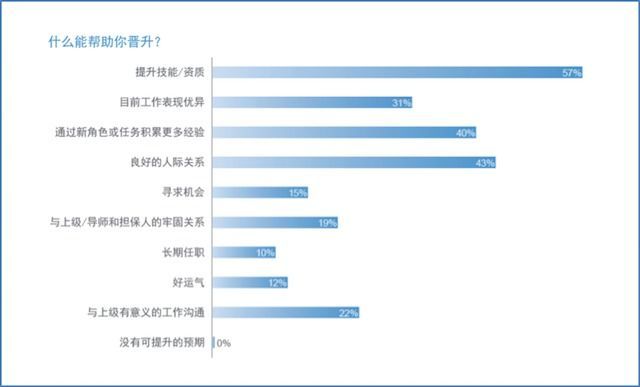 什么能帮助你晋升？
提升技能/资质 57%
目前工作表现优异 31%
通过新角色或任务积累更多经验 40%
良好的人际关系 43%
寻求机会 15%
与上级/导师和担保人的牢固关系 19%
长期任职 10%
好运气 12%
与上级有意义的工作沟通 22%
没有可提升的预期 0%